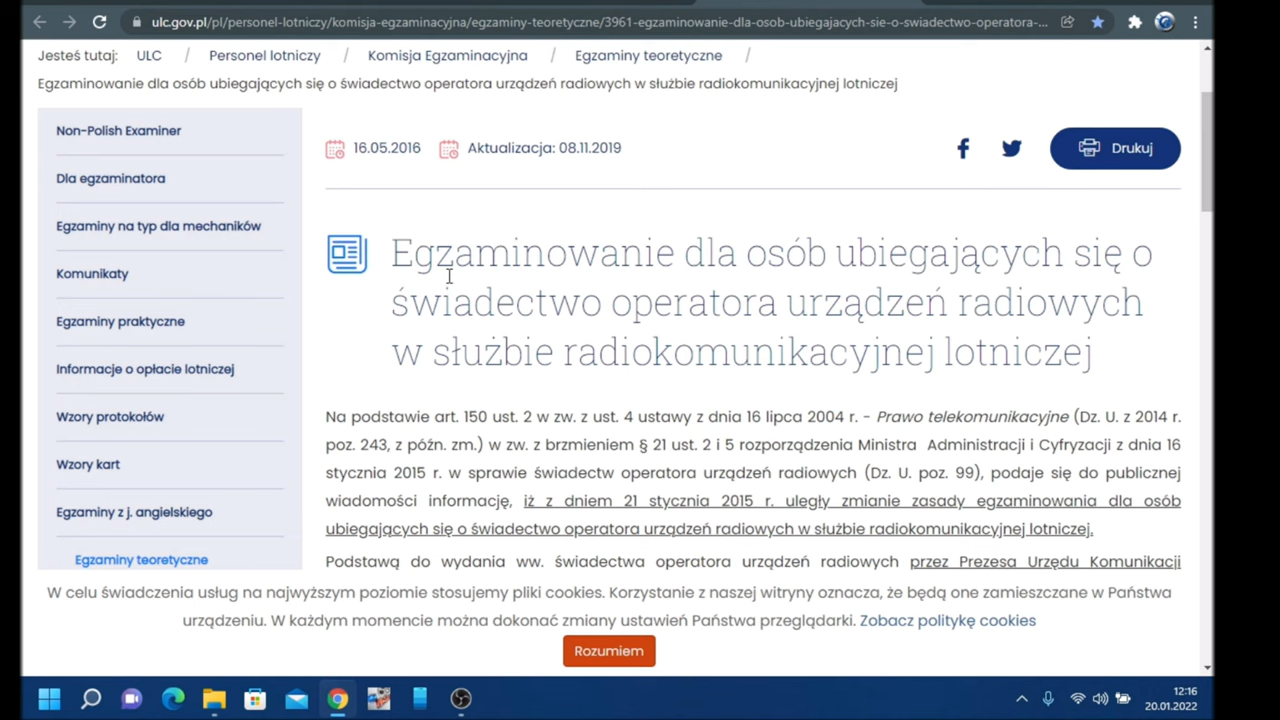 ulc.gov.pl/pl/personel-lotniczy/komisja-egzaminacyjna/egzaminy-teoretyczne/3961-egzaminowanie-dla-osob-ubiegajacych-sie-o-swiadectwo-operatora-...
Jesteś tutaj: ULC / Personel lotniczy / Komisja Egzaminacyjna / Egzaminy teoretyczne /
Egzaminowanie dla osób ubiegających się o świadectwo operatora urządzeń radiowych w służbie radiokomunikacyjnej lotniczej
Non-Polish Examiner
Dla egzaminatora
Egzaminy na typ dla mechaników
Komunikaty
Egzaminy praktyczne
Informacje o opłacie lotniczej
Wzory protokołów
Wzory kart
Egzaminy z j. angielskiego
Egzaminy teoretyczne
16.05.2016 Aktualizacja: 08.11.2019
Drukuj
Egzaminowanie dla osób ubiegających się o
świadectwo operatora urządzeń radiowych
w służbie radiokomunikacyjnej lotniczej
Na podstawie art. 150 ust. 2 w zw. z ust. 4 ustawy z dnia 16 lipca 2004 r. - Prawo telekomunikacyjne (Dz. U. z 2014 r.
poz. 243, z późn. zm.) w zw. z brzmieniem § 21 ust. 2 i 5 rozporządzenia Ministra Administracji i Cyfryzacji z dnia 16
stycznia 2015 r. w sprawie świadectw operatora urządzeń radiowych (Dz. U. poz. 99), podaje się do publicznej
wiadomości informację, iż z dniem 21 stycznia 2015 r. uległy zmianie zasady egzaminowania dla osób
ubiegających się o świadectwo operatora urządzeń radiowych w służbie radiokomunikacyjnej lotniczej.
Podstawą do wydania ww. świadectwa operatora urządzeń radiowych przez Prezesa Urzędu Komunikacji
W celu świadczenia usług na najwyższym poziomie stosujemy pliki cookies. Korzystanie z naszej witryny oznacza, że będą one zamieszczane w Państwa
urządzeniu. W każdym momencie można dokonać zmiany ustawień Państwa przeglądarki. Zobacz politykę cookies
Rozumiem
12:16
20.01.2022